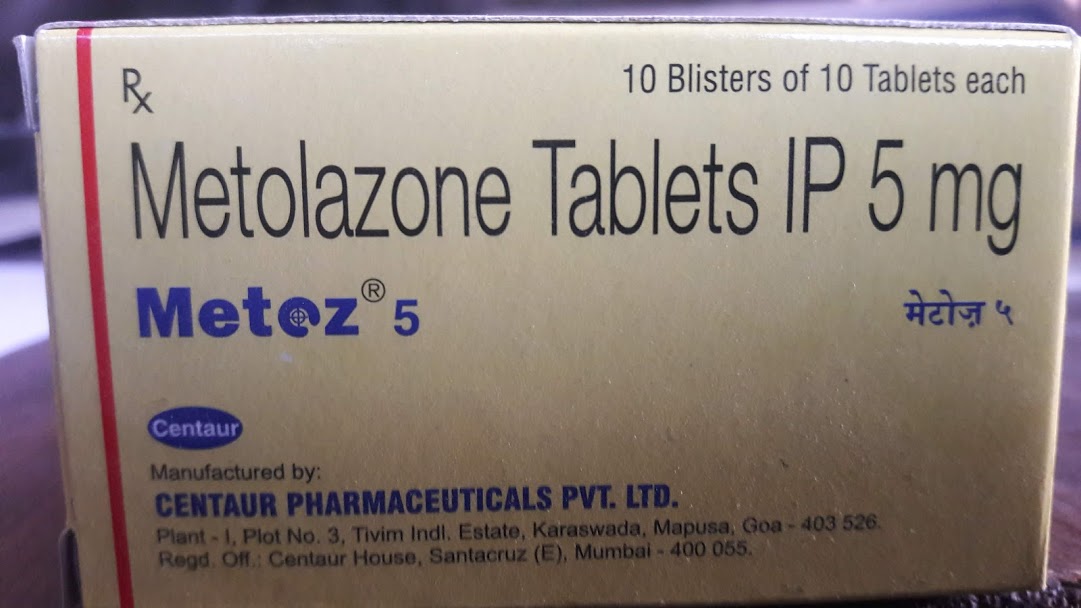 Rx
10 Blisters of 10 Tablets each
Metolazone Tablets IP 5 mg
Metoz® 5
मेटोज़ ५
Centaur
Manufactured by:
CENTAUR PHARMACEUTICALS PVT. LTD.
Plant - I, Plot No. 3, Tivim Indl. Estate, Karaswada, Mapusa, Goa - 403 526.
Regd. Off.: Centaur House, Santacruz (E), Mumbai - 400 055.